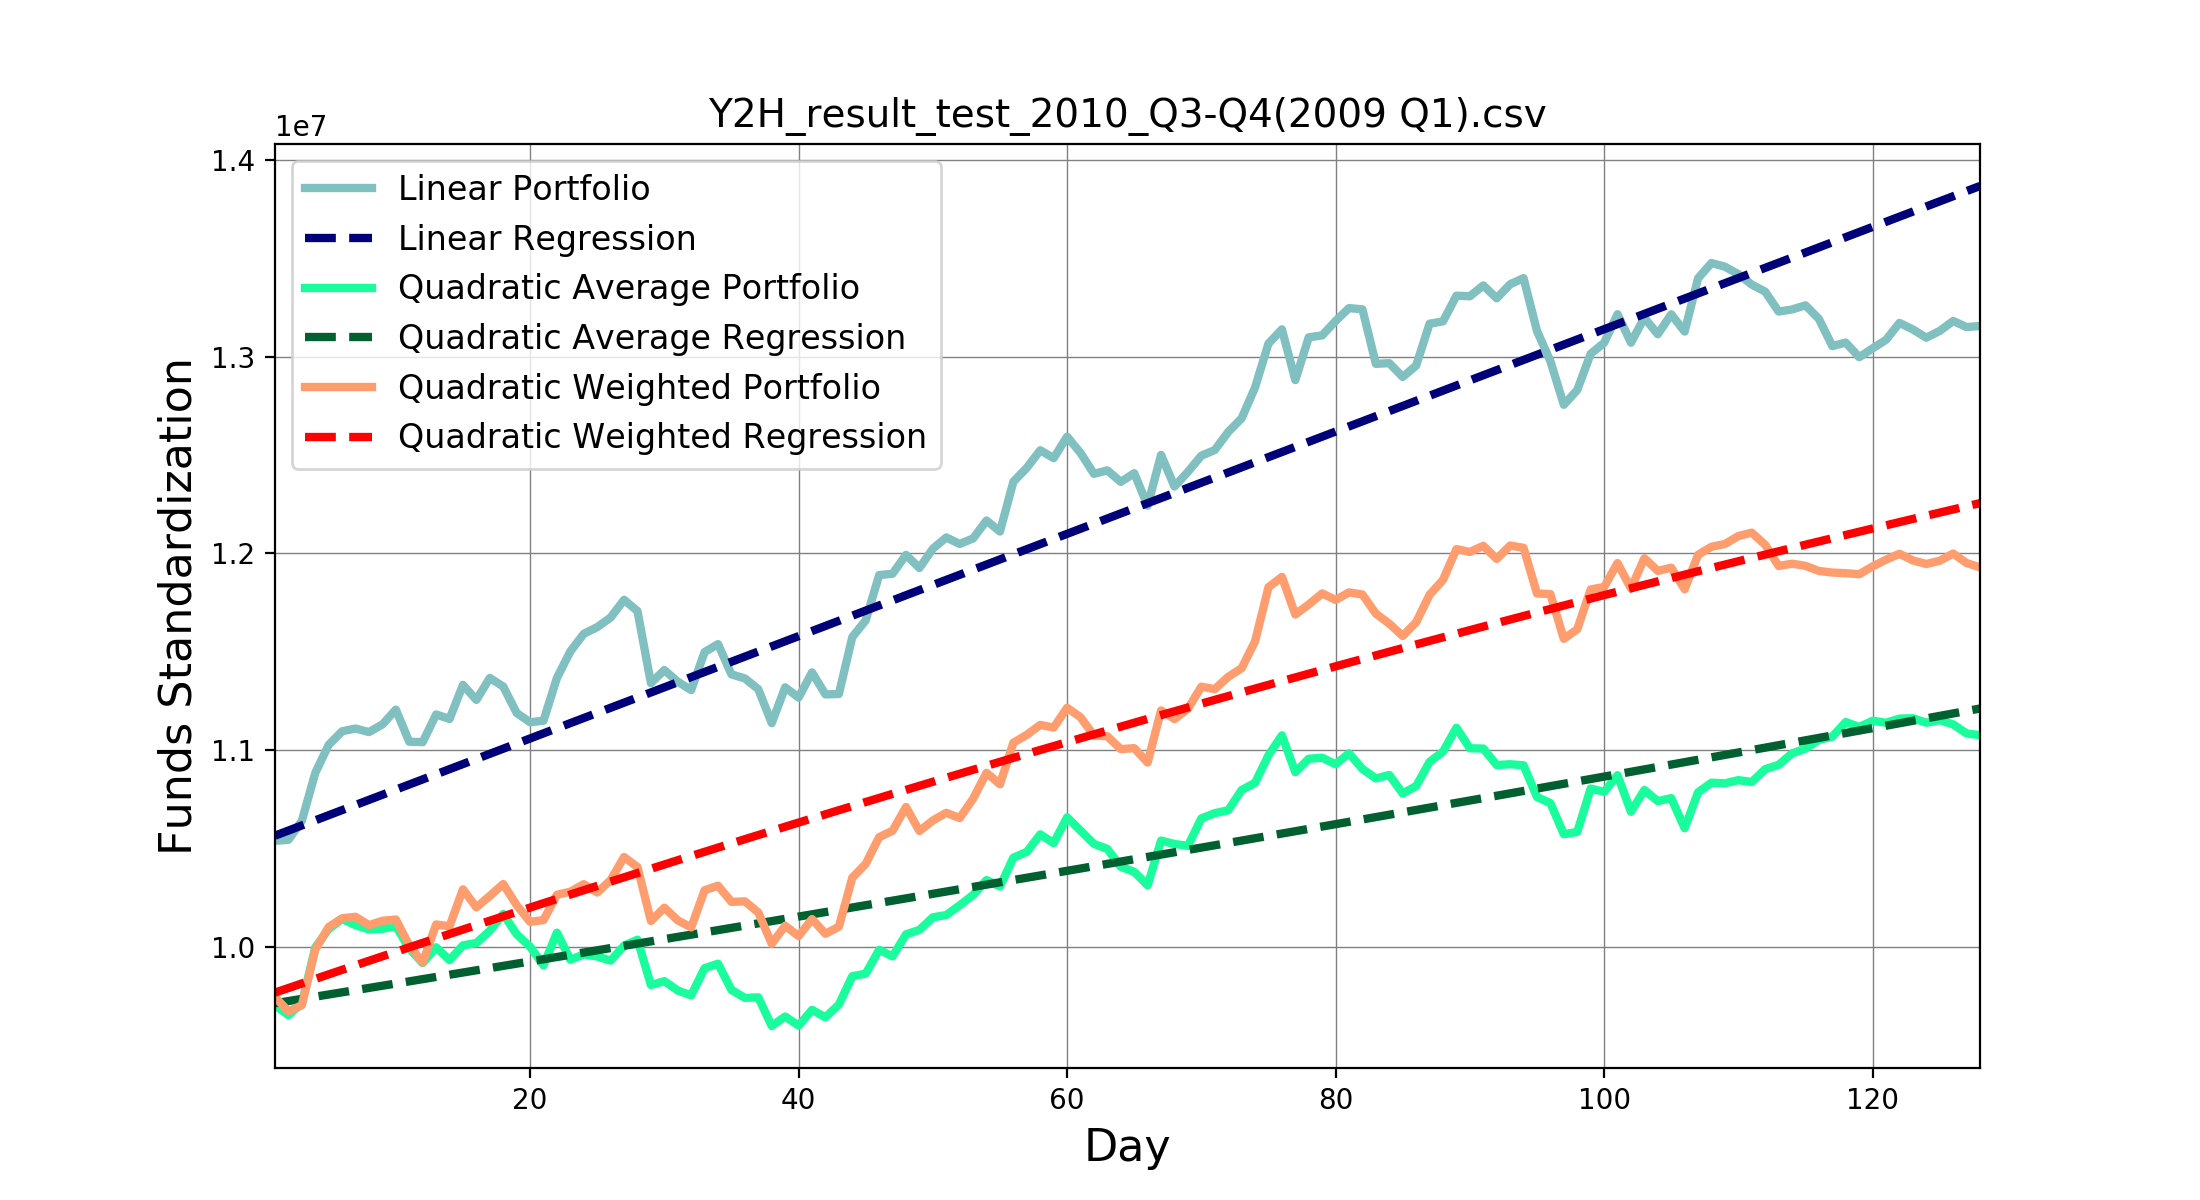 Y2H_result_test_2010_Q3-Q4(2009 Q1).csv
1e7
1.4
1.3
1.2
1.1
1.0
Funds Standardization
Linear Portfolio
Linear Regression
Quadratic Average Portfolio
Quadratic Average Regression
Quadratic Weighted Portfolio
Quadratic Weighted Regression
20 40 60 80 100 120
Day